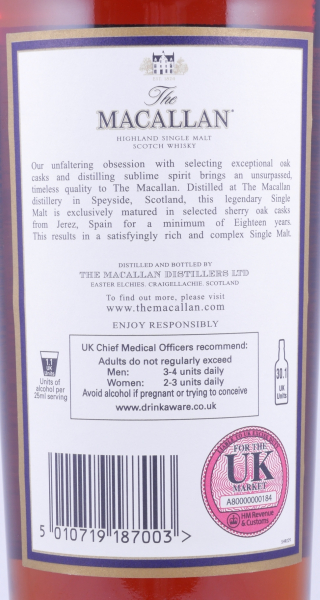 The
MACALLAN
HIGHLAND SINGLE MALT
SCOTCH WHISKY
Our unfaltering obsession with selecting exceptional oak
casks and distilling sublime spirit brings an unsurpassed,
timeless quality to The Macallan. Distilled at The Macallan
distillery in Speyside, Scotland, this legendary Single
Malt is exclusively matured in selected sherry oak casks
from Jerez, Spain for a minimum of Eighteen years.
This results in a satisfyingly rich and complex Single Malt.
DISTILLED AND BOTTLED BY
THE MACALLAN DISTILLERS LTD
EASTER ELCHIES, CRAIGELLACHIE, SCOTLAND
To find out more, please visit
www.themacallan.com
ENJOY RESPONSIBLY
1.1
UK
Units
Units of
alcohol per
25ml serving
UK Chief Medical Officers recommend:
Adults do not regularly exceed
Men: 3-4 units daily
Women: 2-3 units daily
Avoid alcohol if pregnant or trying to conceive
www.drinkaware.co.uk
30.1
UK
Units
FOR THE
UK
MARKET
A80000000184
HM Revenue
& Customs
5 010719 187003 >